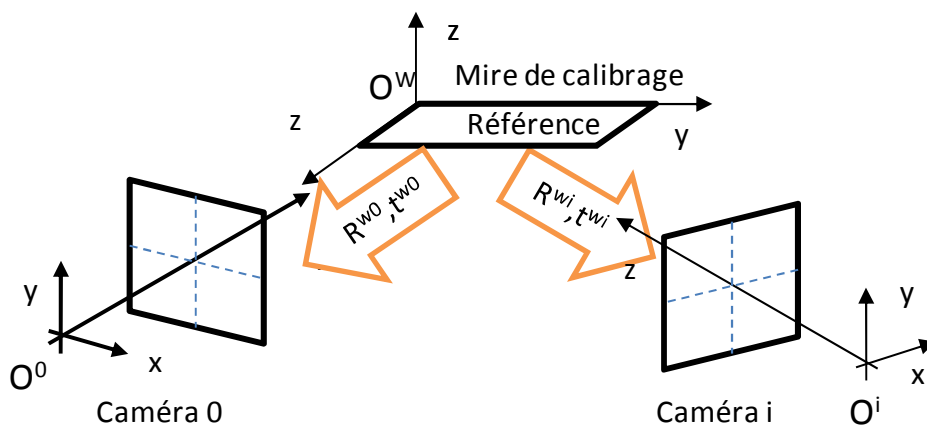 z
O^W
Mire de calibrage
Référence
z
y
R^w0,t^w0
R^wi,t^wi
z
y
x
O^0
y
x
O^i
Caméra 0
Caméra i